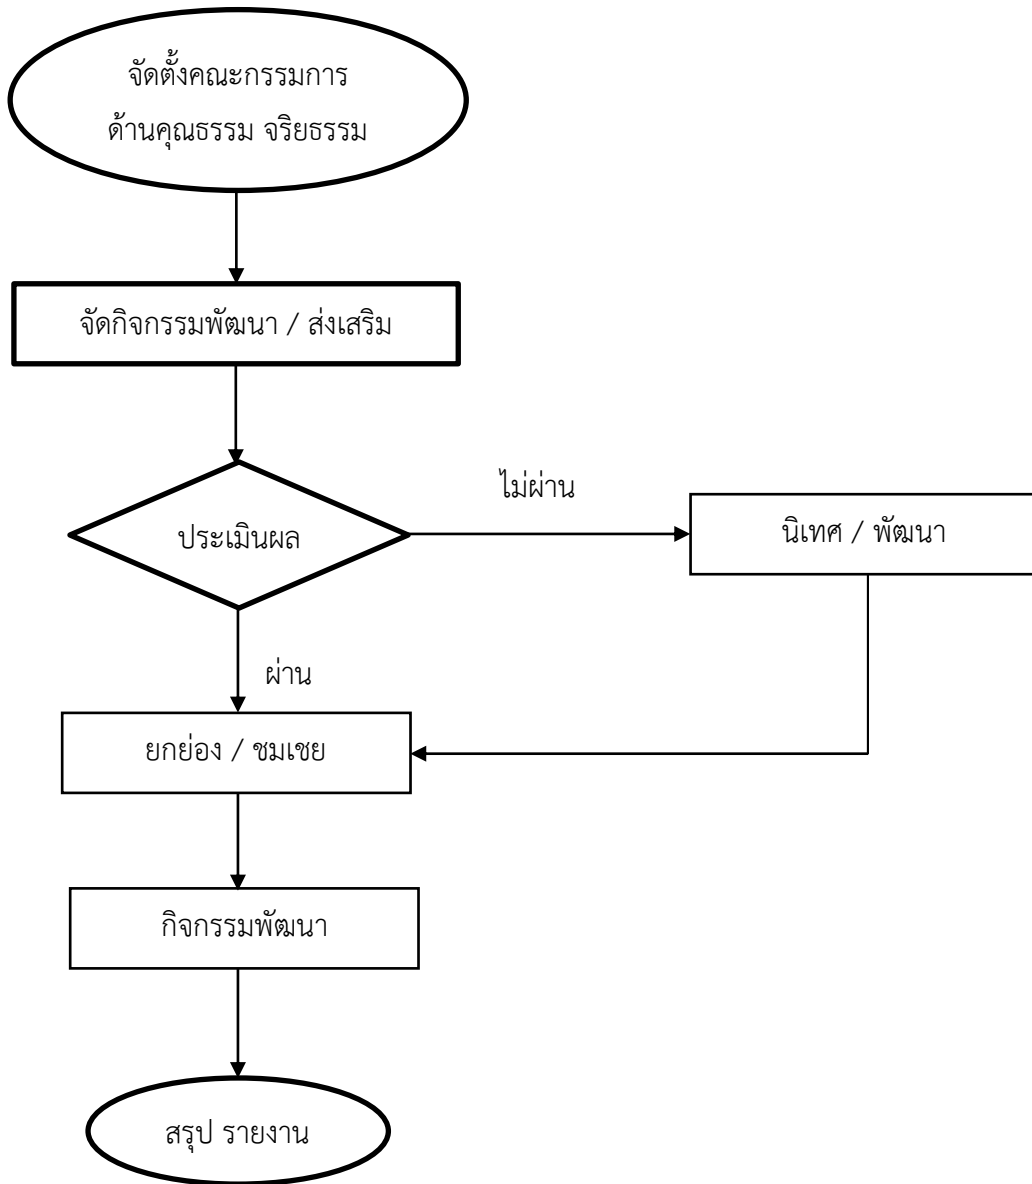 จัดตั้งคณะกรรมการ
ด้านคุณธรรม จริยธรรม
จัดกิจกรรมพัฒนา / ส่งเสริม
ไม่ผ่าน
ประเมินผล
นิเทศ / พัฒนา
ผ่าน
ยกย่อง / ชมเชย
กิจกรรมพัฒนา
สรุป รายงาน